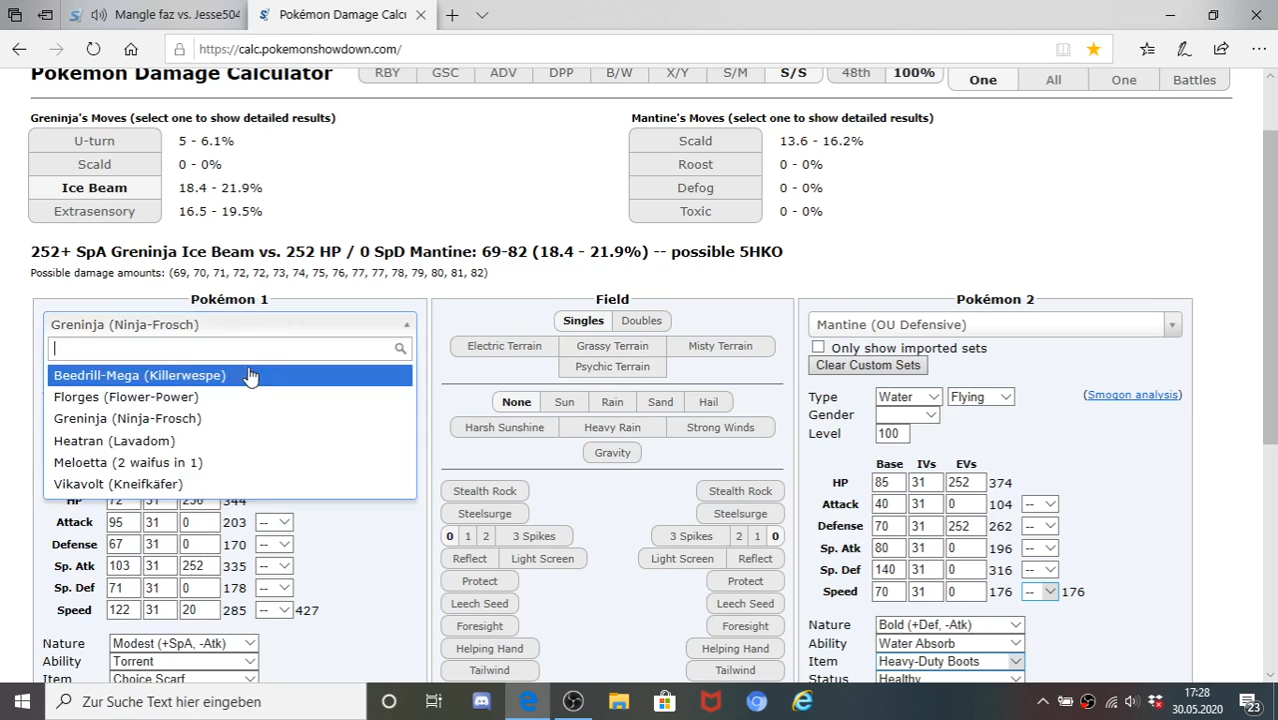 Mangle faz vs. Jesse504
Pokémon Damage Calcu
https://calc.pokemonshowdown.com/
Pokémon Damage Calculator
RBY GSC ADV DPP B/W X/Y S/M S/S 48th 100% One All One Battles
Greninja's Moves (select one to show detailed results)
U-turn 5 - 6.1%
Scald 0 - 0%
Ice Beam 18.4 - 21.9%
Extrasensory 16.5 - 19.5%
Mantine's Moves (select one to show detailed results)
Scald 13.6 - 16.2%
Roost 0 - 0%
Defog 0 - 0%
Toxic 0 - 0%
252+ SpA Greninja Ice Beam vs. 252 HP / 0 SpD Mantine: 69-82 (18.4 - 21.9%) -- possible 5HKO
Possible damage amounts: (69, 70, 71, 72, 72, 73, 74, 75, 76, 77, 77, 78, 79, 80, 81, 82)
Pokémon 1
Greninja (Ninja-Frosch)
Beedrill-Mega (Killerwespe)
Florges (Flower-Power)
Greninja (Ninja-Frosch)
Heatran (Lavadom)
Meloetta (2 waifus in 1)
Vikavolt (Kneifkäfer)
HP 72 31 236 344
Attack 95 31 0 203 --
Defense 67 31 0 170 --
Sp. Atk 103 31 252 335 --
Sp. Def 71 31 0 178 --
Speed 122 31 20 285 -- 427
Nature Modest (+SpA, -Atk)
Ability Torrent
Item Choice Scarf
Field
Singles Doubles
Electric Terrain Grassy Terrain Misty Terrain
Psychic Terrain
None Sun Rain Sand Hail
Harsh Sunshine Heavy Rain Strong Winds
Gravity
Stealth Rock Stealth Rock
Steelsurge Steelsurge
0 1 2 3 Spikes 3 Spikes 2 1 0
Reflect Light Screen Light Screen Reflect
Protect Protect
Leech Seed Leech Seed
Foresight Foresight
Helping Hand Helping Hand
Tailwind Tailwind
Pokémon 2
Mantine (OU Defensive)
Only show imported sets
Clear Custom Sets
Type Water Flying (Smogon analysis)
Gender
Level 100
Base IVs EVs
HP 85 31 252 374
Attack 40 31 0 104 --
Defense 70 31 252 262 --
Sp. Atk 80 31 0 196 --
Sp. Def 140 31 0 316 --
Speed 70 31 0 176 -- 176
Nature Bold (+Def, -Atk)
Ability Water Absorb
Item Heavy-Duty Boots
Status Healthy
Zur Suche Text hier eingeben
17:28
30.05.2020
23